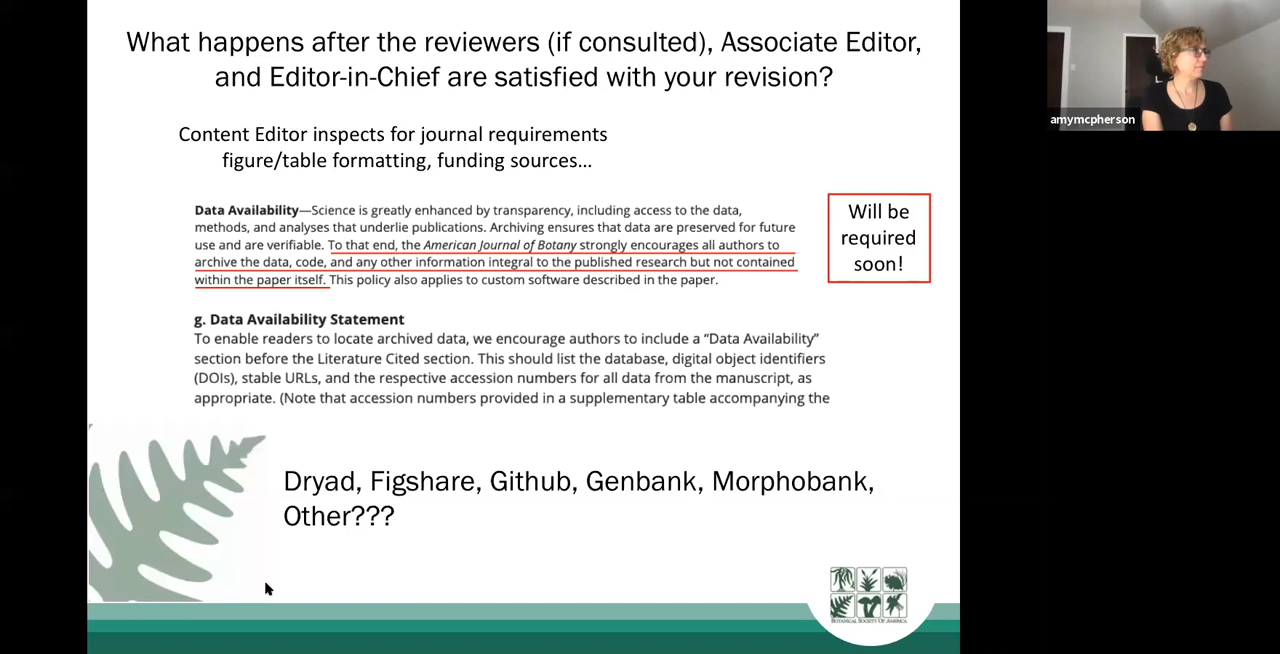 What happens after the reviewers (if consulted), Associate Editor,
and Editor-in-Chief are satisfied with your revision?
Content Editor inspects for journal requirements
figure/table formatting, funding sources…
Data Availability—Science is greatly enhanced by transparency, including access to the data,
methods, and analyses that underlie publications. Archiving ensures that data are preserved for future
use and are verifiable. To that end, the American Journal of Botany strongly encourages all authors to
archive the data, code, and any other information integral to the published research but not contained
within the paper itself. This policy also applies to custom software described in the paper.
Will be
required
soon!
g. Data Availability Statement
To enable readers to locate archived data, we encourage authors to include a “Data Availability”
section before the Literature Cited section. This should list the database, digital object identifiers
(DOIs), stable URLs, and the respective accession numbers for all data from the manuscript, as
appropriate. (Note that accession numbers provided in a supplementary table accompanying the
Dryad, Figshare, Github, Genbank, Morphobank,
Other???
BOTANICAL SOCIETY OF AMERICA
amymcpherson